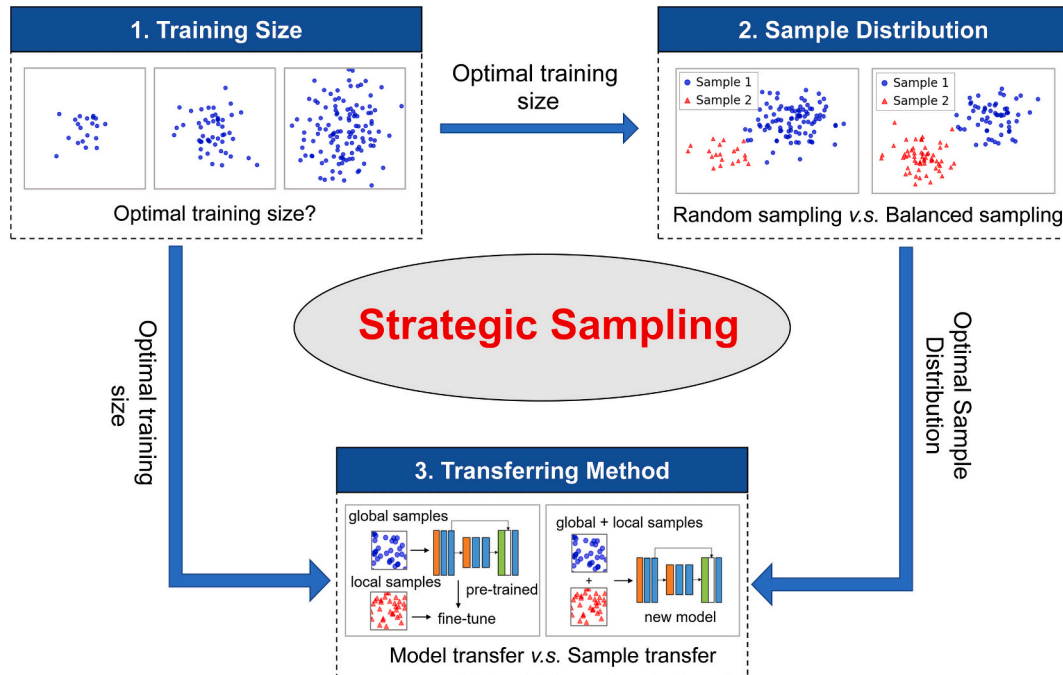 1. Training Size
Optimal training size?
Optimal training
size
2. Sample Distribution
Sample 1
Sample 2
Sample 1
Sample 2
Random sampling v.s. Balanced sampling
Strategic Sampling
Optimal training
size
Optimal Sample
Distribution
3. Transferring Method
global samples
local samples
pre-trained
fine-tune
global + local samples
+
new model
Model transfer v.s. Sample transfer